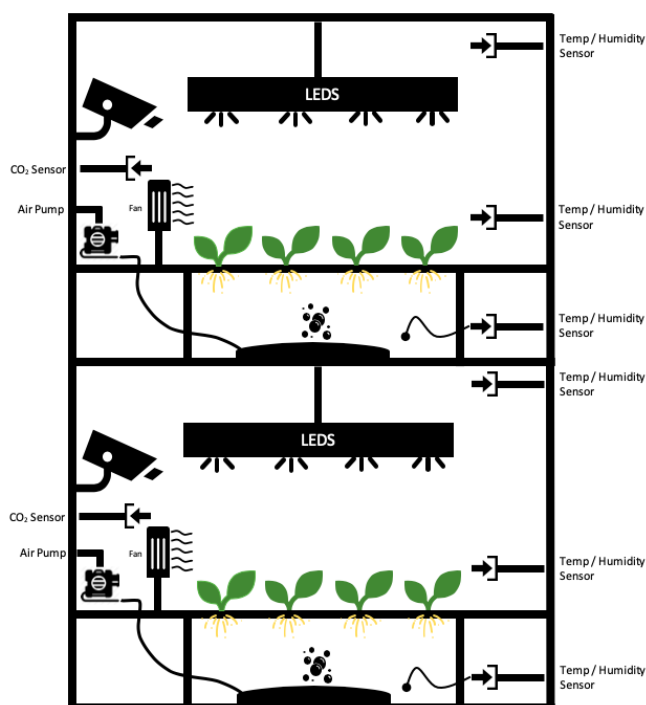 Temp / Humidity
Sensor
LEDS
CO₂ Sensor
Air Pump
Fan
Temp / Humidity
Sensor
Temp / Humidity
Sensor
Temp / Humidity
Sensor
LEDS
CO₂ Sensor
Air Pump
Fan
Temp / Humidity
Sensor
Temp / Humidity
Sensor